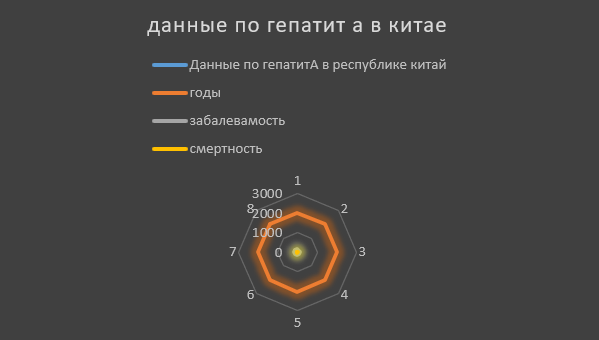 данные по гепатит а в китае
Данные по гепатитА в республике китай
годы
забалевамость
смертность
1
2
3
4
5
6
7
8
3000
2000
1000
0